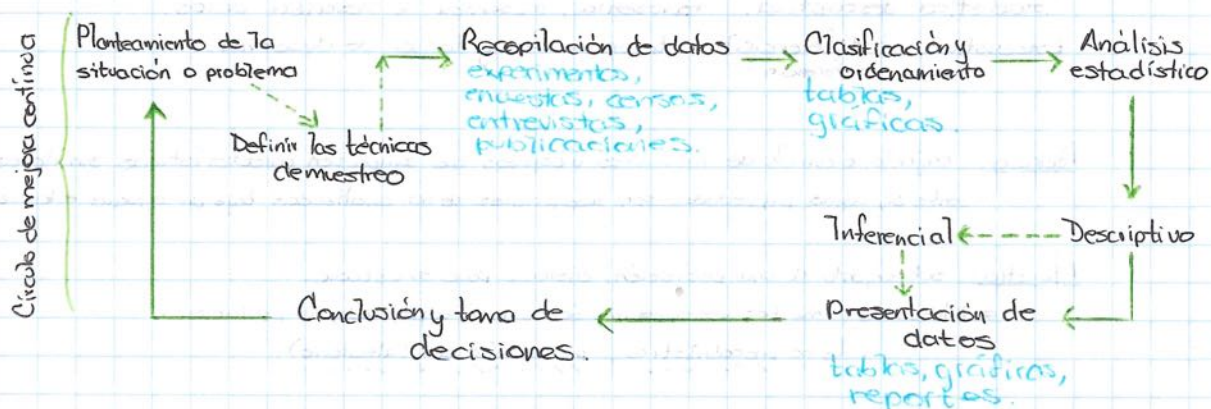 Círculo de mejora continua
Planteamiento de la
situación o problema
Definir las técnicas
de muestreo
Recopilación de datos
experimentos,
encuestas, censos,
entrevistas,
publicaciones.
Clasificación y
ordenamiento
tablas,
gráficas.
Análisis
estadístico
Descriptivo
Inferencial
Presentación de
datos
tablas, gráficas,
reportes.
Conclusión y toma de
decisiones.